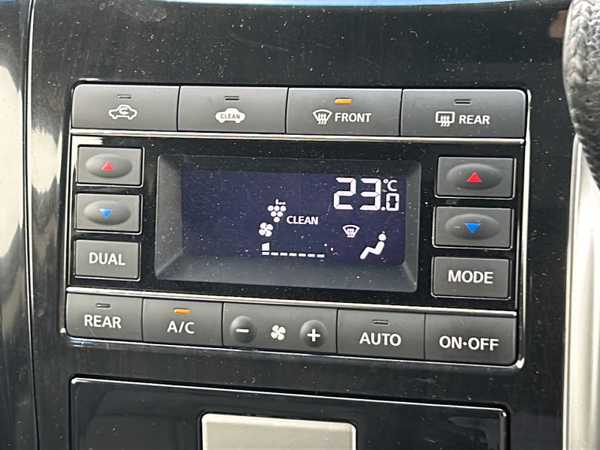 CLEAN
FRONT
REAR
23.0°C
CLEAN
DUAL
MODE
REAR
A/C
− +
AUTO
ON·OFF